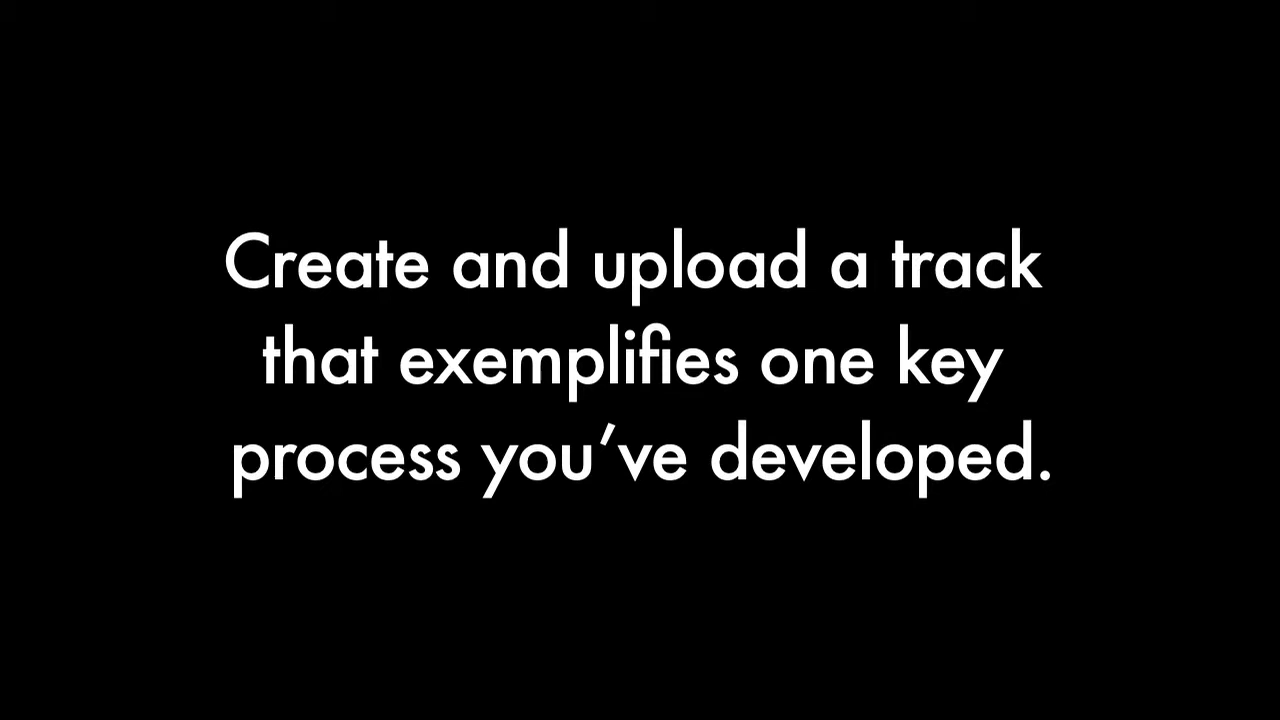 Create and upload a track
that exemplifies one key
process you’ve developed.